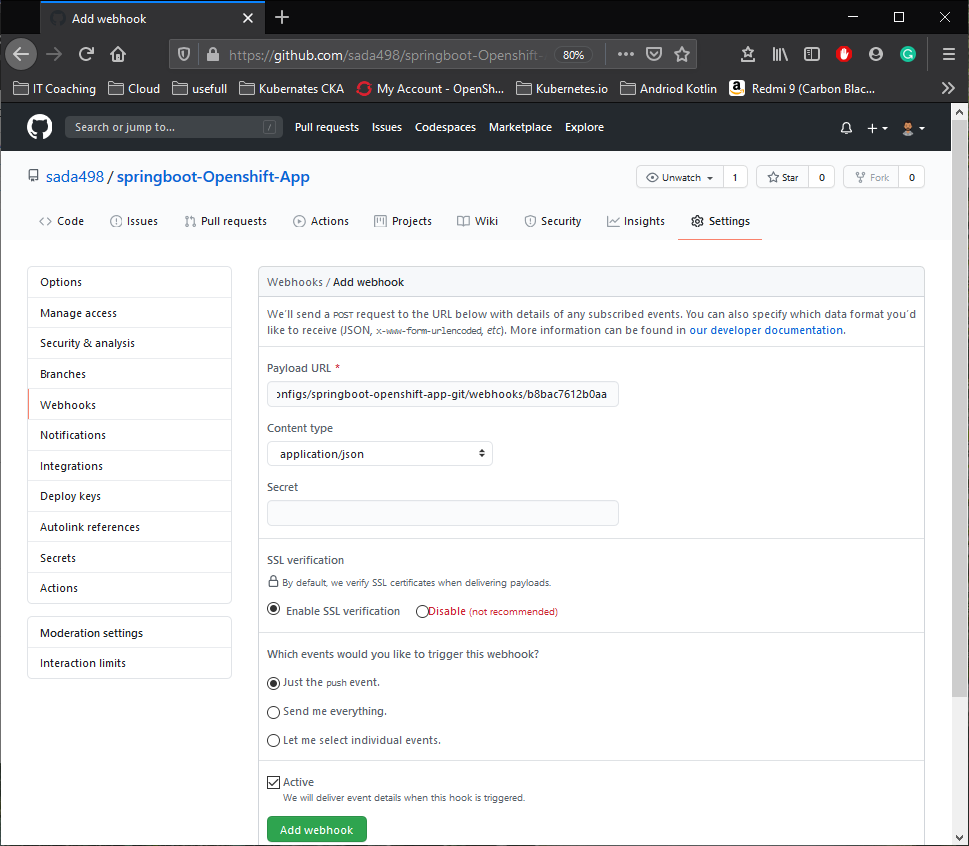 Add webhook
https://github.com/sada498/springboot-Openshift-
80%
IT Coaching
Cloud
usefull
Kubernates CKA
My Account - OpenSh...
Kubernetes.io
Andriod Kotlin
Redmi 9 (Carbon Blac...
Search or jump to...
/
Pull requests
Issues
Codespaces
Marketplace
Explore
sada498 / springboot-Openshift-App
Unwatch
1
Star
0
Fork
0
Code
Issues
Pull requests
Actions
Projects
Wiki
Security
Insights
Settings
Options
Manage access
Security & analysis
Branches
Webhooks
Notifications
Integrations
Deploy keys
Autolink references
Secrets
Actions
Moderation settings
Interaction limits
Webhooks / Add webhook
We'll send a POST request to the URL below with details of any subscribed events. You can also specify which data format you'd
like to receive (JSON, x-www-form-urlencoded, etc). More information can be found in our developer documentation.
Payload URL *
onfigs/springboot-openshift-app-git/webhooks/b8bac7612b0aa
Content type
application/json
Secret
SSL verification
By default, we verify SSL certificates when delivering payloads.
Enable SSL verification
Disable (not recommended)
Which events would you like to trigger this webhook?
Just the push event.
Send me everything.
Let me select individual events.
Active
We will deliver event details when this hook is triggered.
Add webhook